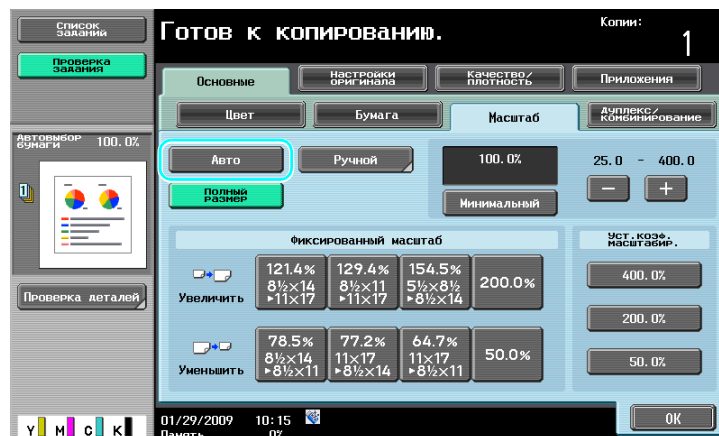 Список
заданий
Готов к копированию.
Копии:
1
Проверка
задания
Основные
Настройки
оригинала
Качество/
плотность
Приложения
Цвет
Бумага
Масштаб
Дуплекс/
Комбинирование
Автовыбор
бумаги
100.0%
Авто
Ручной
100.0%
25.0 - 400.0
Полный
размер
Минимальный
− +
Фиксированный масштаб
Уст.коэф.
масштабир.
Увеличить
121.4%
8½×14
▸11×17
129.4%
8½×11
▸11×17
154.5%
5½×8½
▸8½×14
200.0%
400.0%
Проверка деталей
200.0%
Уменьшить
78.5%
8½×14
▸8½×11
77.2%
11×17
▸8½×14
64.7%
11×17
▸8½×11
50.0%
50.0%
Y M C K
01/29/2009 10:15
Память 0%
OK